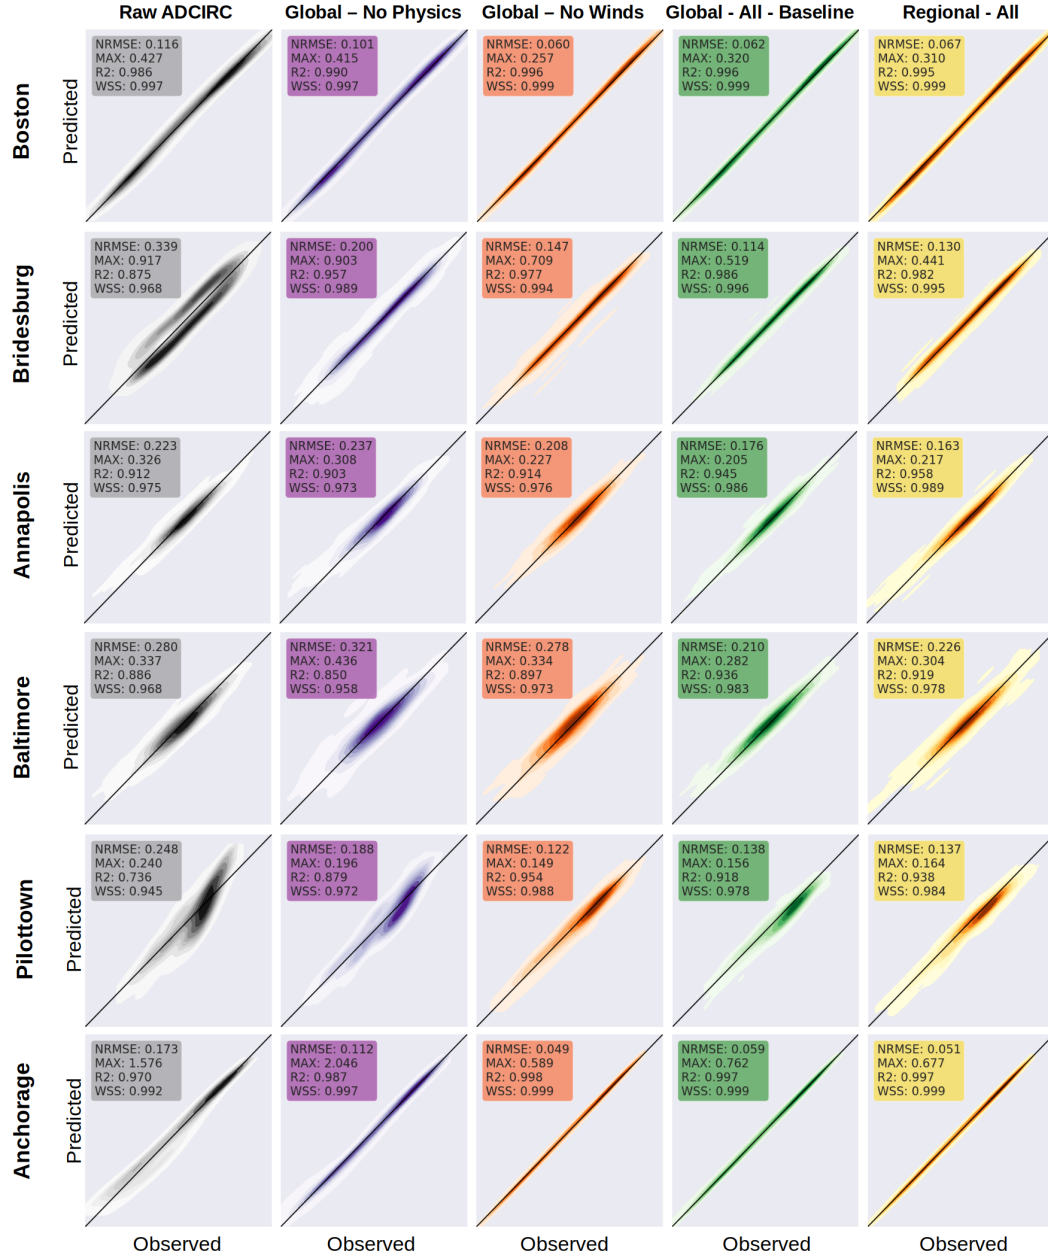 Raw ADCIRC
Global – No Physics
Global – No Winds
Global - All - Baseline
Regional - All
Boston
Predicted
NRMSE: 0.116
MAX: 0.427
R2: 0.986
WSS: 0.997
NRMSE: 0.101
MAX: 0.415
R2: 0.990
WSS: 0.997
NRMSE: 0.060
MAX: 0.257
R2: 0.996
WSS: 0.999
NRMSE: 0.062
MAX: 0.320
R2: 0.996
WSS: 0.999
NRMSE: 0.067
MAX: 0.310
R2: 0.995
WSS: 0.999
Bridesburg
Predicted
NRMSE: 0.339
MAX: 0.917
R2: 0.875
WSS: 0.968
NRMSE: 0.200
MAX: 0.903
R2: 0.957
WSS: 0.989
NRMSE: 0.147
MAX: 0.709
R2: 0.977
WSS: 0.994
NRMSE: 0.114
MAX: 0.519
R2: 0.986
WSS: 0.996
NRMSE: 0.130
MAX: 0.441
R2: 0.982
WSS: 0.995
Annapolis
Predicted
NRMSE: 0.223
MAX: 0.326
R2: 0.912
WSS: 0.975
NRMSE: 0.237
MAX: 0.308
R2: 0.903
WSS: 0.973
NRMSE: 0.208
MAX: 0.227
R2: 0.914
WSS: 0.976
NRMSE: 0.176
MAX: 0.205
R2: 0.945
WSS: 0.986
NRMSE: 0.163
MAX: 0.217
R2: 0.958
WSS: 0.989
Baltimore
Predicted
NRMSE: 0.280
MAX: 0.337
R2: 0.886
WSS: 0.968
NRMSE: 0.321
MAX: 0.436
R2: 0.850
WSS: 0.958
NRMSE: 0.278
MAX: 0.334
R2: 0.897
WSS: 0.973
NRMSE: 0.210
MAX: 0.282
R2: 0.936
WSS: 0.983
NRMSE: 0.226
MAX: 0.304
R2: 0.919
WSS: 0.978
Pilottown
Predicted
NRMSE: 0.248
MAX: 0.240
R2: 0.736
WSS: 0.945
NRMSE: 0.188
MAX: 0.196
R2: 0.879
WSS: 0.972
NRMSE: 0.122
MAX: 0.149
R2: 0.954
WSS: 0.988
NRMSE: 0.138
MAX: 0.156
R2: 0.918
WSS: 0.978
NRMSE: 0.137
MAX: 0.164
R2: 0.938
WSS: 0.984
Anchorage
Predicted
NRMSE: 0.173
MAX: 1.576
R2: 0.970
WSS: 0.992
NRMSE: 0.112
MAX: 2.046
R2: 0.987
WSS: 0.997
NRMSE: 0.049
MAX: 0.589
R2: 0.998
WSS: 0.999
NRMSE: 0.059
MAX: 0.762
R2: 0.997
WSS: 0.999
NRMSE: 0.051
MAX: 0.677
R2: 0.997
WSS: 0.999
Observed
Observed
Observed
Observed
Observed